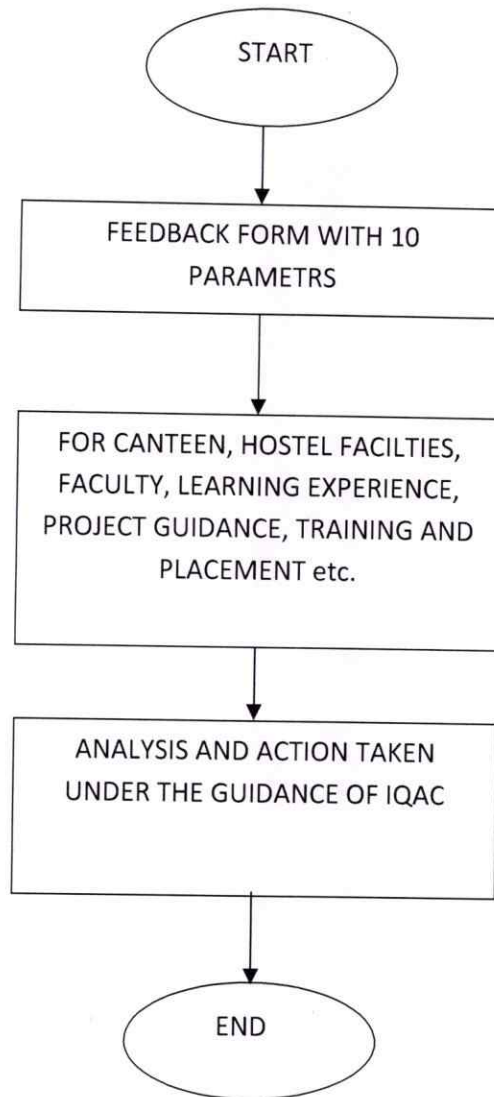 START
FEEDBACK FORM WITH 10
PARAMETRS
FOR CANTEEN, HOSTEL FACILTIES,
FACULTY, LEARNING EXPERIENCE,
PROJECT GUIDANCE, TRAINING AND
PLACEMENT etc.
ANALYSIS AND ACTION TAKEN
UNDER THE GUIDANCE OF IQAC
END